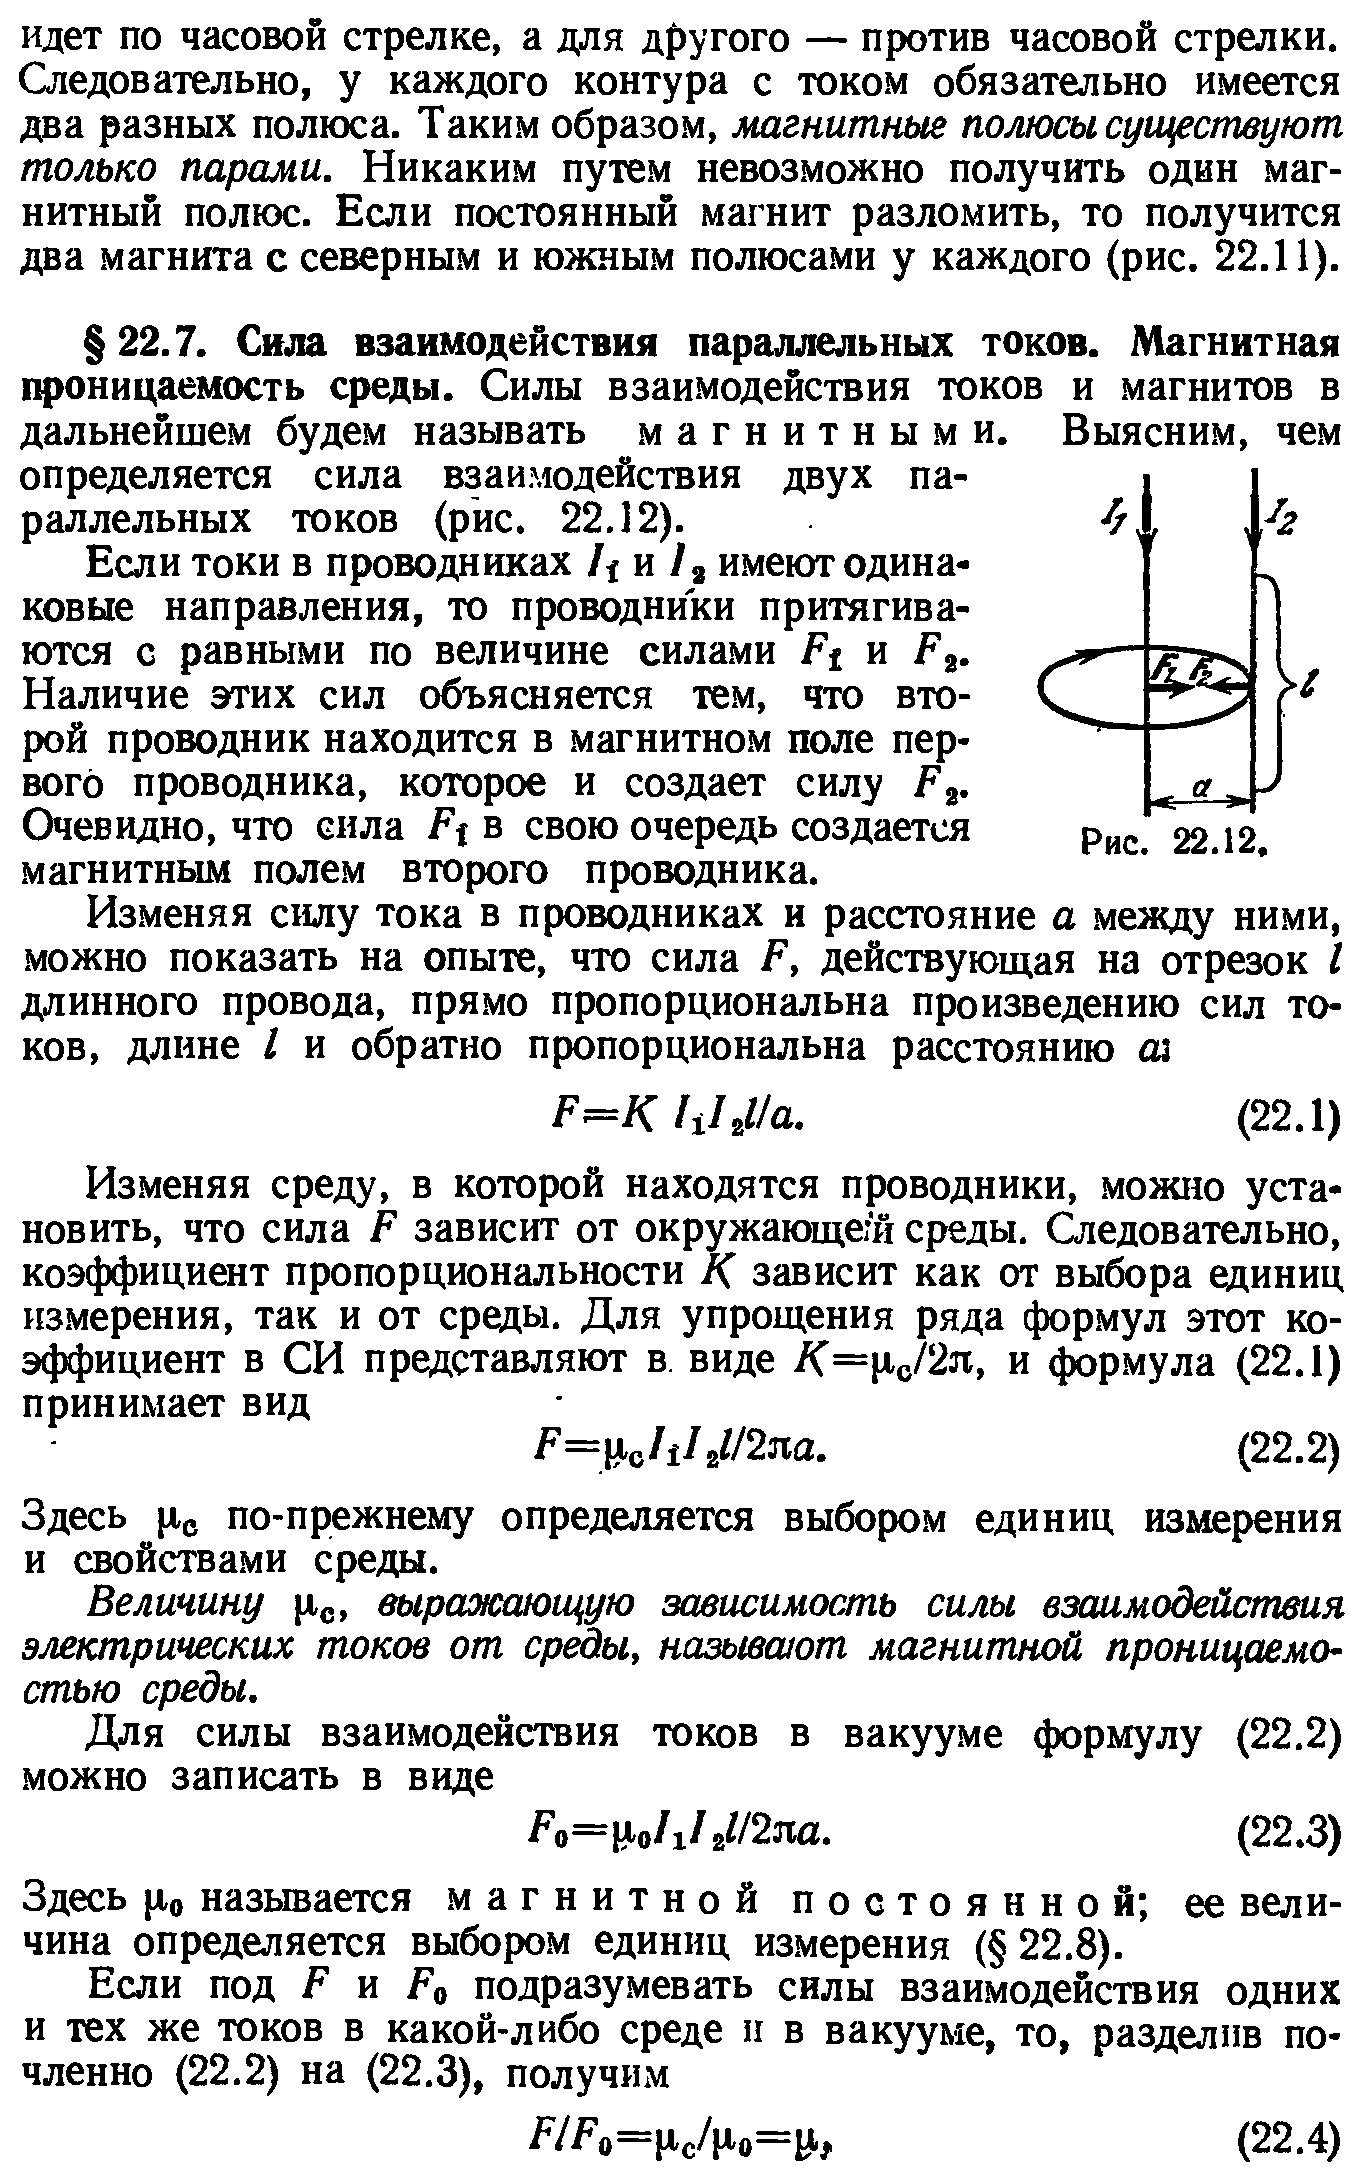 идет по часовой стрелке, а для другого — против часовой стрелки.
Следовательно, у каждого контура с током обязательно имеется
два разных полюса. Таким образом, магнитные полюсы существуют
только парами. Никаким путем невозможно получить один маг-
нитный полюс. Если постоянный магнит разломить, то получится
два магнита с северным и южным полюсами у каждого (рис. 22.11).
§ 22.7. Сила взаимодействия параллельных токов. Магнитная
проницаемость среды. Силы взаимодействия токов и магнитов в
дальнейшем будем называть магнитными. Выясним, чем
определяется сила взаимодействия двух па-
раллельных токов (рис. 22.12).
Если токи в проводниках I₁ и I₂ имеют одина-
ковые направления, то проводники притягива-
ются с равными по величине силами F₁ и F₂.
Наличие этих сил объясняется тем, что вто-
рой проводник находится в магнитном поле пер-
вого проводника, которое и создает силу F₂.
Очевидно, что сила F₁ в свою очередь создается
магнитным полем второго проводника.
I₁
I₂
F₁ F₂
l
a
Рис. 22.12.
Изменяя силу тока в проводниках и расстояние a между ними,
можно показать на опыте, что сила F, действующая на отрезок l
длинного провода, прямо пропорциональна произведению сил то-
ков, длине l и обратно пропорциональна расстоянию a:
F=K I₁I₂l/a. (22.1)
Изменяя среду, в которой находятся проводники, можно уста-
новить, что сила F зависит от окружающей среды. Следовательно,
коэффициент пропорциональности K зависит как от выбора единиц
измерения, так и от среды. Для упрощения ряда формул этот ко-
эффициент в СИ представляют в виде K=μ_с/2π, и формула (22.1)
принимает вид
F=μ_сI₁I₂l/2πa. (22.2)
Здесь μ_с по-прежнему определяется выбором единиц измерения
и свойствами среды.
Величину μ_с, выражающую зависимость силы взаимодействия
электрических токов от среды, называют магнитной проницаемо-
стью среды.
Для силы взаимодействия токов в вакууме формулу (22.2)
можно записать в виде
F₀=μ₀I₁I₂l/2πa. (22.3)
Здесь μ₀ называется магнитной постоянной; ее вели-
чина определяется выбором единиц измерения (§ 22.8).
Если под F и F₀ подразумевать силы взаимодействия одних
и тех же токов в какой-либо среде и в вакууме, то, разделив по-
членно (22.2) на (22.3), получим
F/F₀=μ_с/μ₀=μ, (22.4)